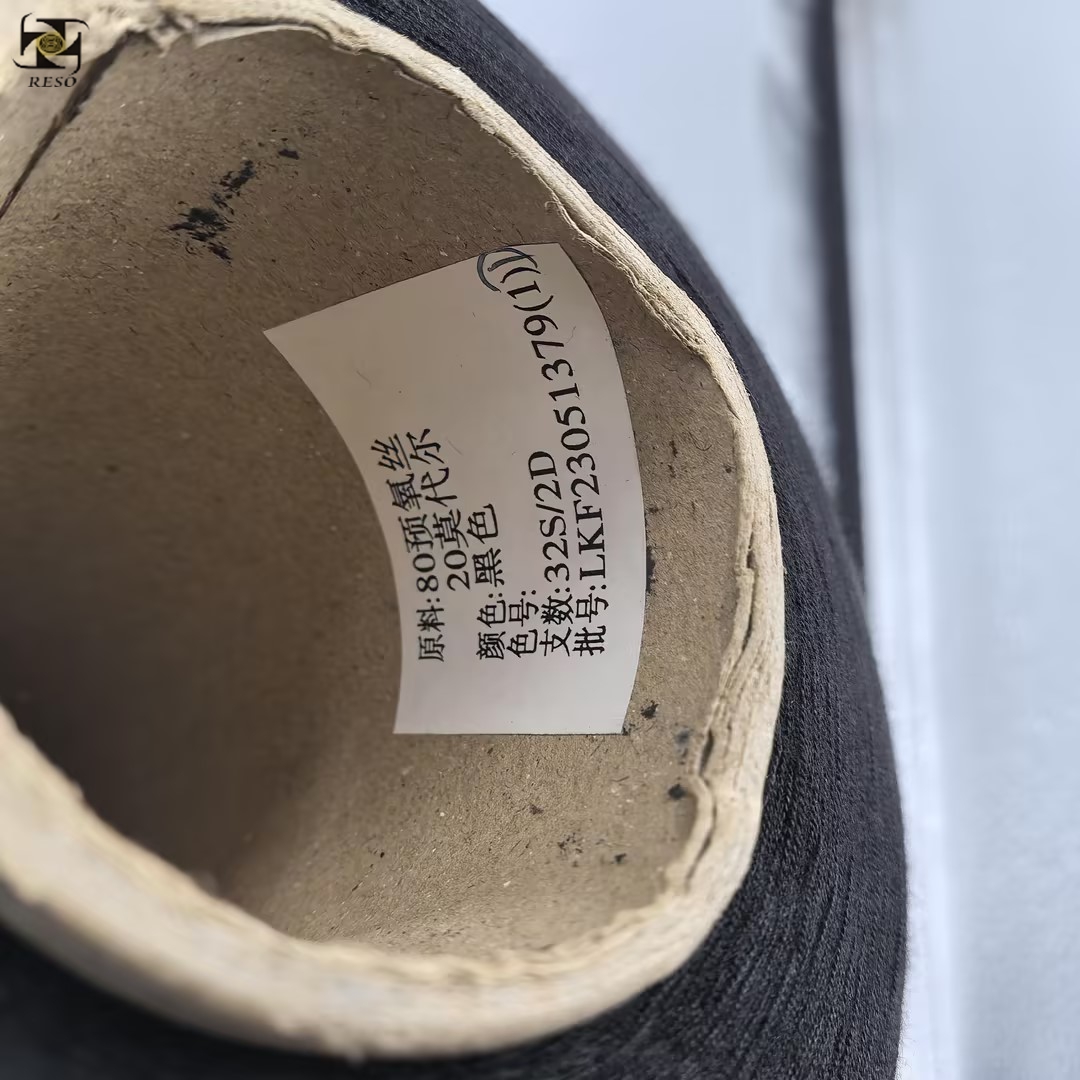 RESO
原料:80预氧丝
20莫代尔
颜色:黑色
色号:
支数:32S/2D
批号:LKF23051379(1)